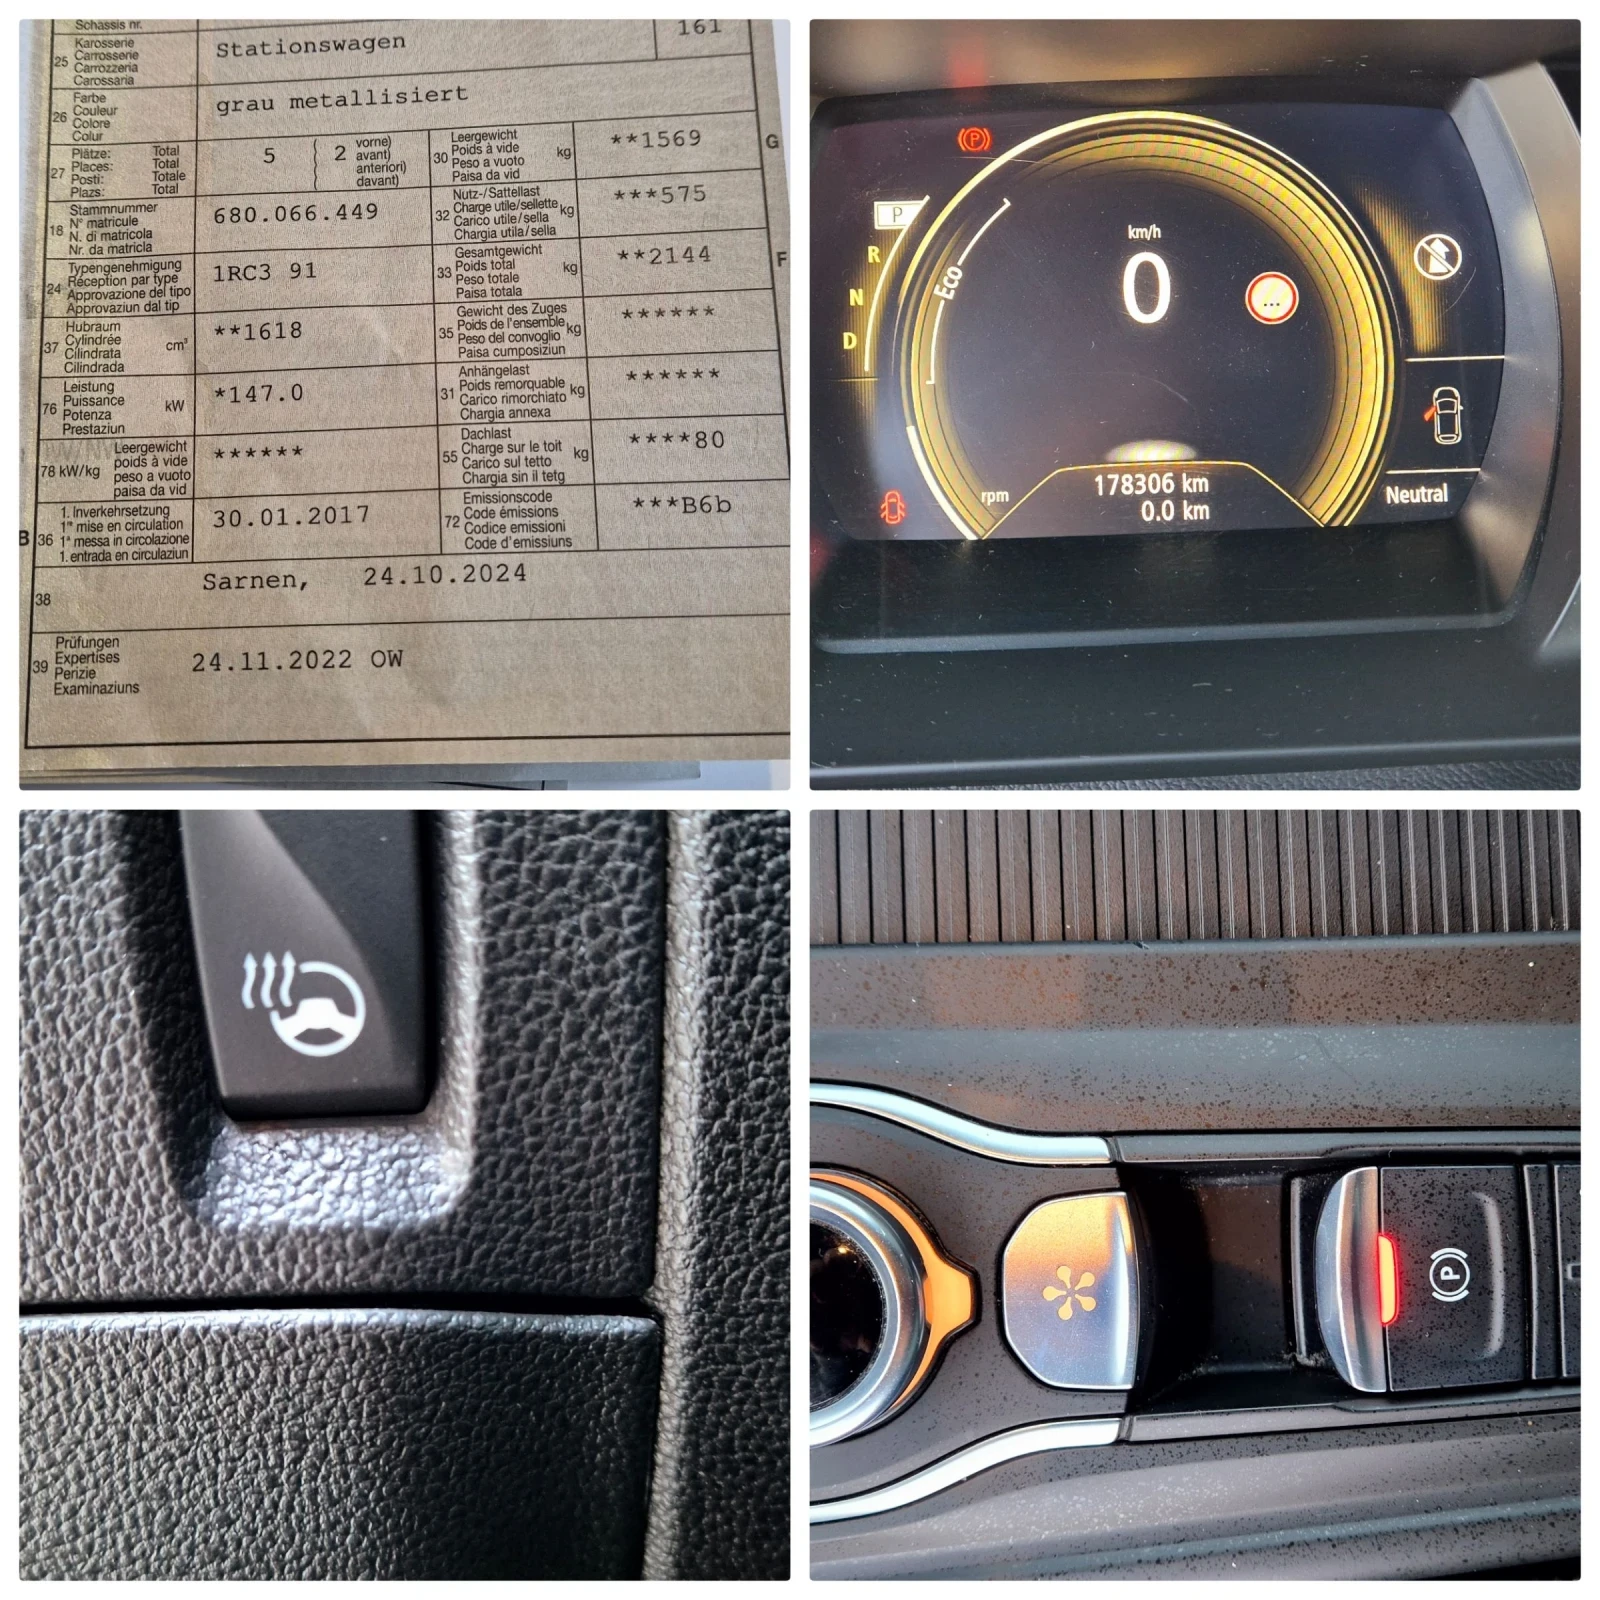 Schassis nr.
161
25 Karosserie
Carrosserie
Carrozzeria
Carossaria
Stationswagen
26 Farbe
Couleur
Colore
Colur
grau metallisiert
27 Plätze: Total
Places: Total
Posti: Totale
Plazs: Total
5 ( 2 vorne)
avant)
anteriori)
davant)
30 Leergewicht
Poids à vide
Peso a vuoto
Paisa da vid
kg
**1569
G
18 Stammnummer
N° matricule
N. di matricola
Nr. da matricla
680.066.449
32 Nutz-/Sattellast
Charge utile/sellette
Carico utile/sella
Chargia utila/sella
kg
***575
24 Typengenehmigung
Réception par type
Approvazione del tipo
Approvaziun dal tip
1RC3 91
33 Gesamtgewicht
Poids total
Peso totale
Paisa totala
kg
**2144
F
37 Hubraum
Cylindrée
Cilindrata
Cilindrada
cm³
**1618
35 Gewicht des Zuges
Poids de l'ensemble
Peso del convoglio
Paisa cumposiziun
kg
******
76 Leistung
Puissance
Potenza
Prestaziun
kW
*147.0
31 Anhängelast
Poids remorquable
Carico rimorchiato
Chargia annexa
kg
******
78 kW/kg
Leergewicht
poids à vide
peso a vuoto
paisa da vid
******
55 Dachlast
Charge sur le toit
Carico sul tetto
Chargia sin il tetg
kg
****80
B 36 1. Inverkehrsetzung
1re mise en circulation
1a messa in circolazione
1. entrada en circulaziun
30.01.2017
72 Emissionscode
Code émissions
Codice emissioni
Code d'emissiuns
***B6b
38
Sarnen, 24.10.2024
39 Prüfungen
Expertises
Perizie
Examinaziuns
24.11.2022 OW
P
P
R
N
D
Eco
km/h
0
...
rpm
178306 km
0.0 km
Neutral
P